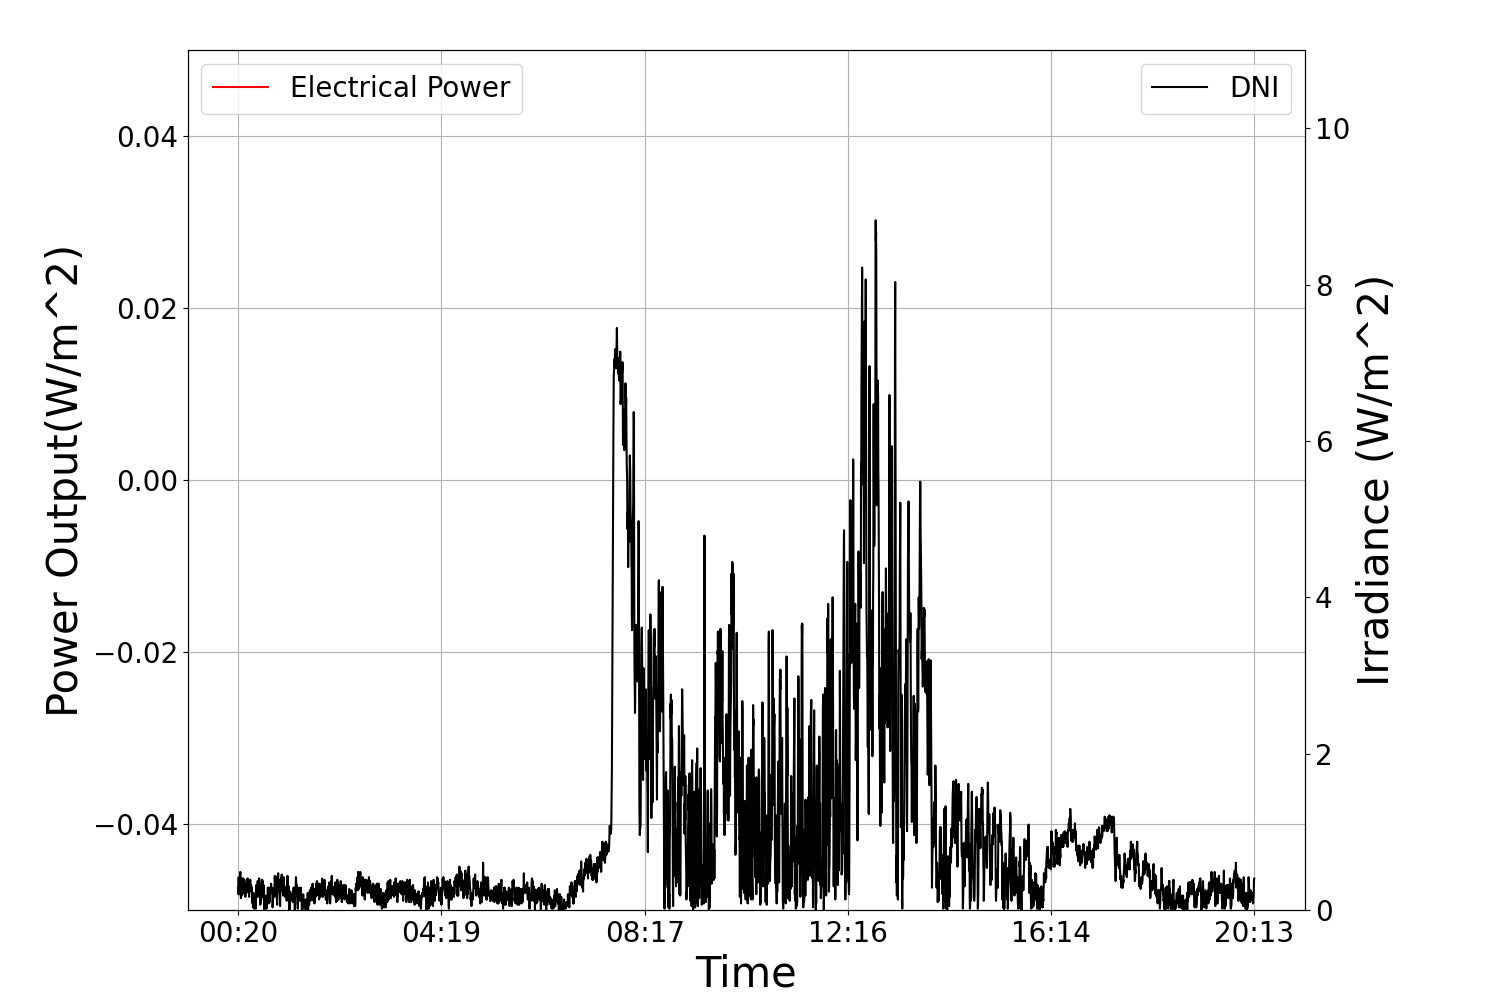 Electrical Power
DNI
Power Output(W/m^2)
0.04
0.02
0.00
−0.02
−0.04
10
8
6
4
2
0
Irradiance (W/m^2)
00:20 04:19 08:17 12:16 16:14 20:13
Time